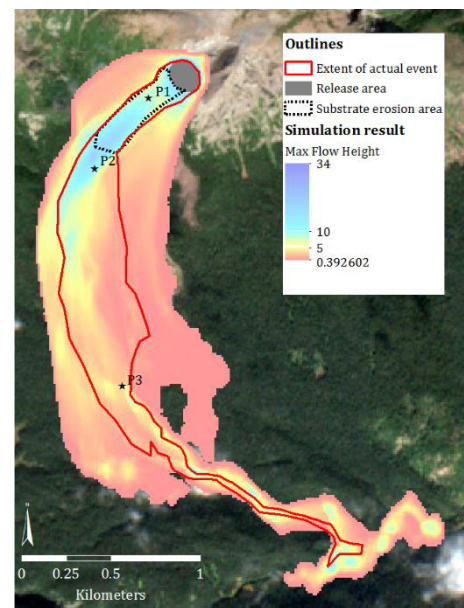 Outlines
Extent of actual event
Release area
Substrate erosion area
Simulation result
Max Flow Height
34
10
5
0.392602
P1
P2
P3
N
0 0.25 0.5 1
Kilometers